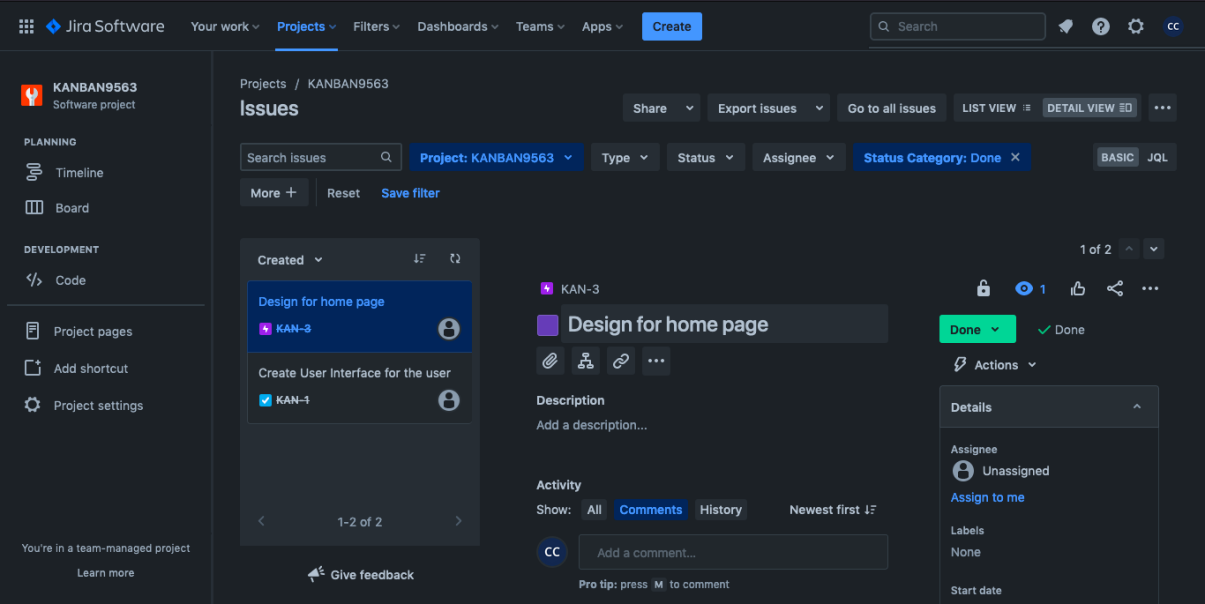 Jira Software Your work Projects Filters Dashboards Teams Apps Create Search CC
KANBAN9563
Software project
PLANNING
Timeline
Board
DEVELOPMENT
Code
Project pages
Add shortcut
Project settings
You're in a team-managed project
Learn more
Projects / KANBAN9563
Issues
Share Export issues Go to all issues LIST VIEW DETAIL VIEW
Search issues Project: KANBAN9563 Type Status Assignee Status Category: Done BASIC JQL
More Reset Save filter
Created
Design for home page
KAN-3
Create User Interface for the user
KAN-1
1-2 of 2
Give feedback
1 of 2
KAN-3
1
Design for home page
Description
Add a description...
Activity
Show: All Comments History Newest first
CC Add a comment...
Pro tip: press M to comment
Done Done
Actions
Details
Assignee
Unassigned
Assign to me
Labels
None
Start date